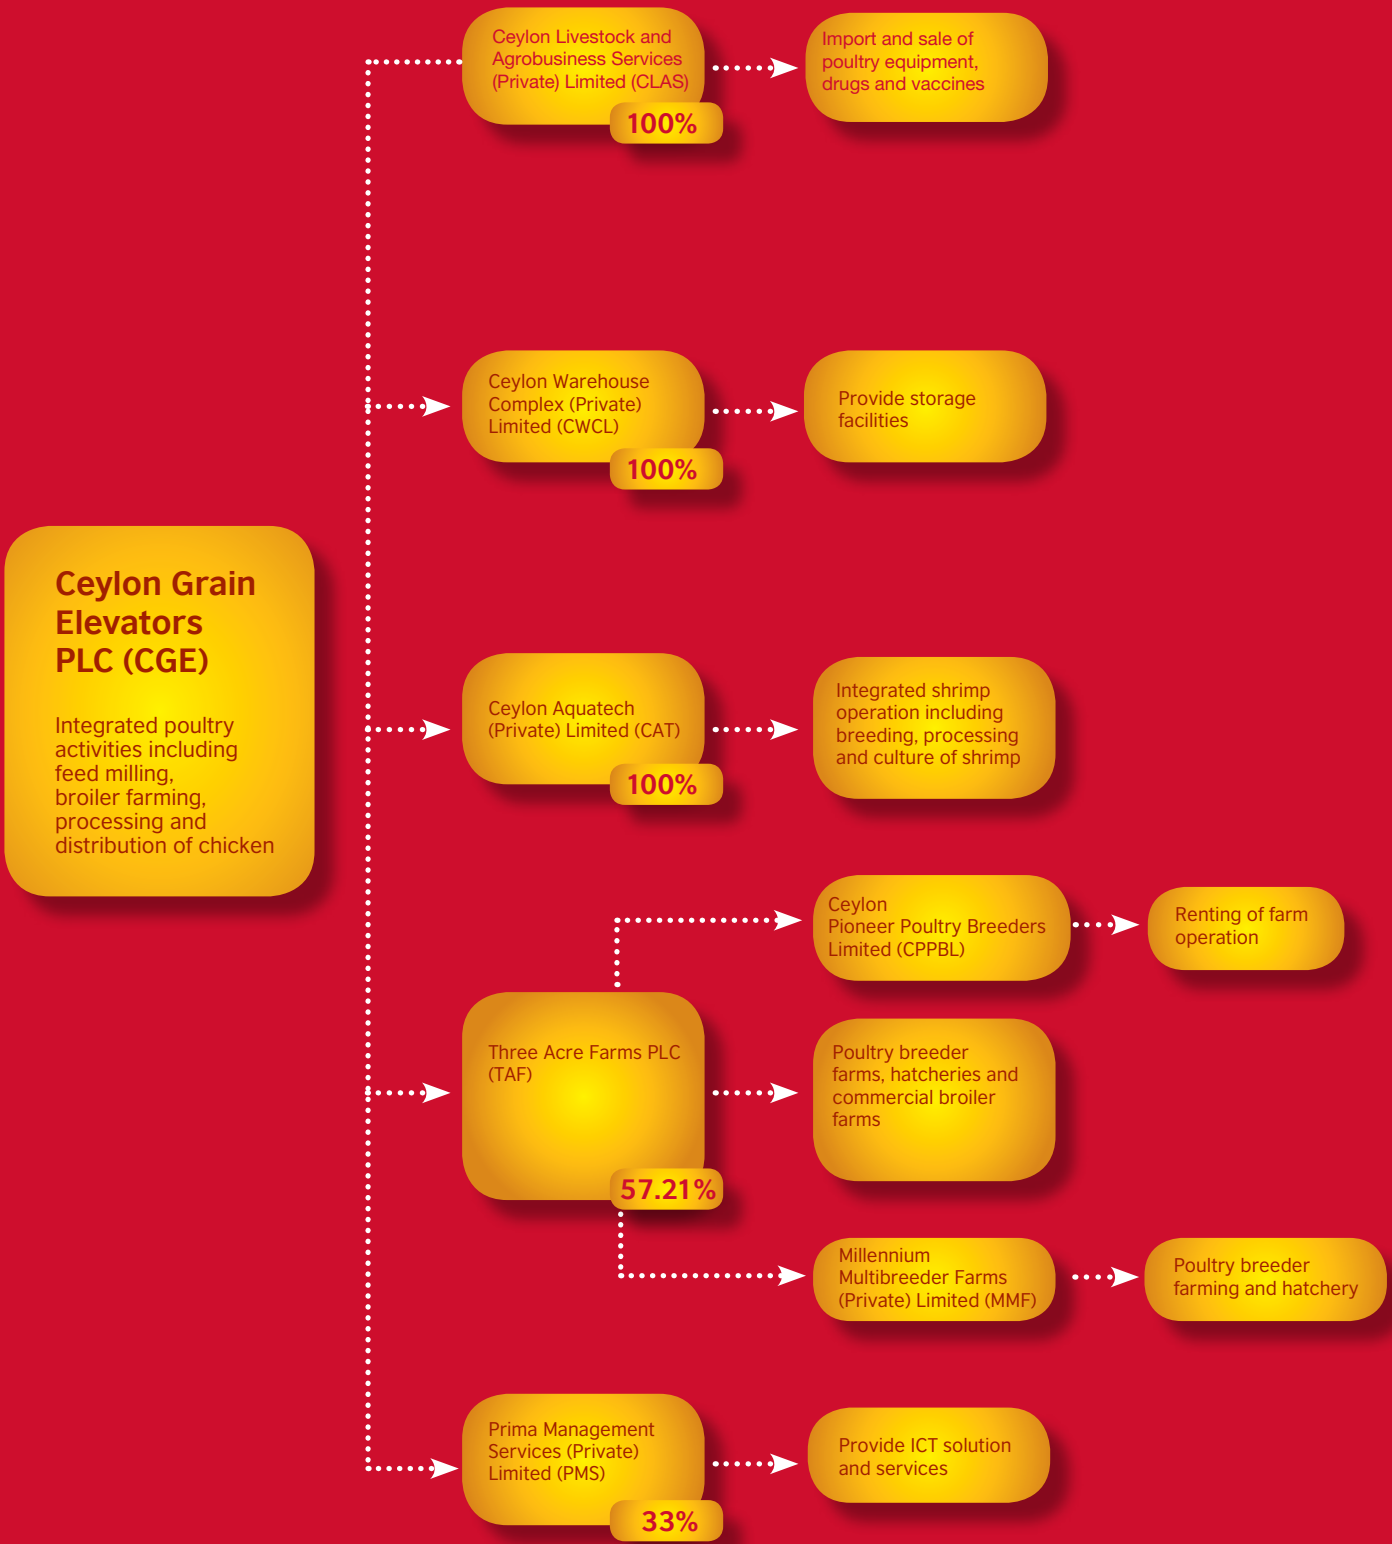 Ceylon Grain
Elevators
PLC (CGE)
Integrated poultry
activities including
feed milling,
broiler farming,
processing and
distribution of chicken
Ceylon Livestock and
Agrobusiness Services
(Private) Limited (CLAS)
100%
Import and sale of
poultry equipment,
drugs and vaccines
Ceylon Warehouse
Complex (Private)
Limited (CWCL)
100%
Provide storage
facilities
Ceylon Aquatech
(Private) Limited (CAT)
100%
Integrated shrimp
operation including
breeding, processing
and culture of shrimp
Three Acre Farms PLC
(TAF)
57.21%
Ceylon
Pioneer Poultry Breeders
Limited (CPPBL)
Renting of farm
operation
Poultry breeder
farms, hatcheries and
commercial broiler
farms
Millennium
Multibreeder Farms
(Private) Limited (MMF)
Poultry breeder
farming and hatchery
Prima Management
Services (Private)
Limited (PMS)
33%
Provide ICT solution
and services